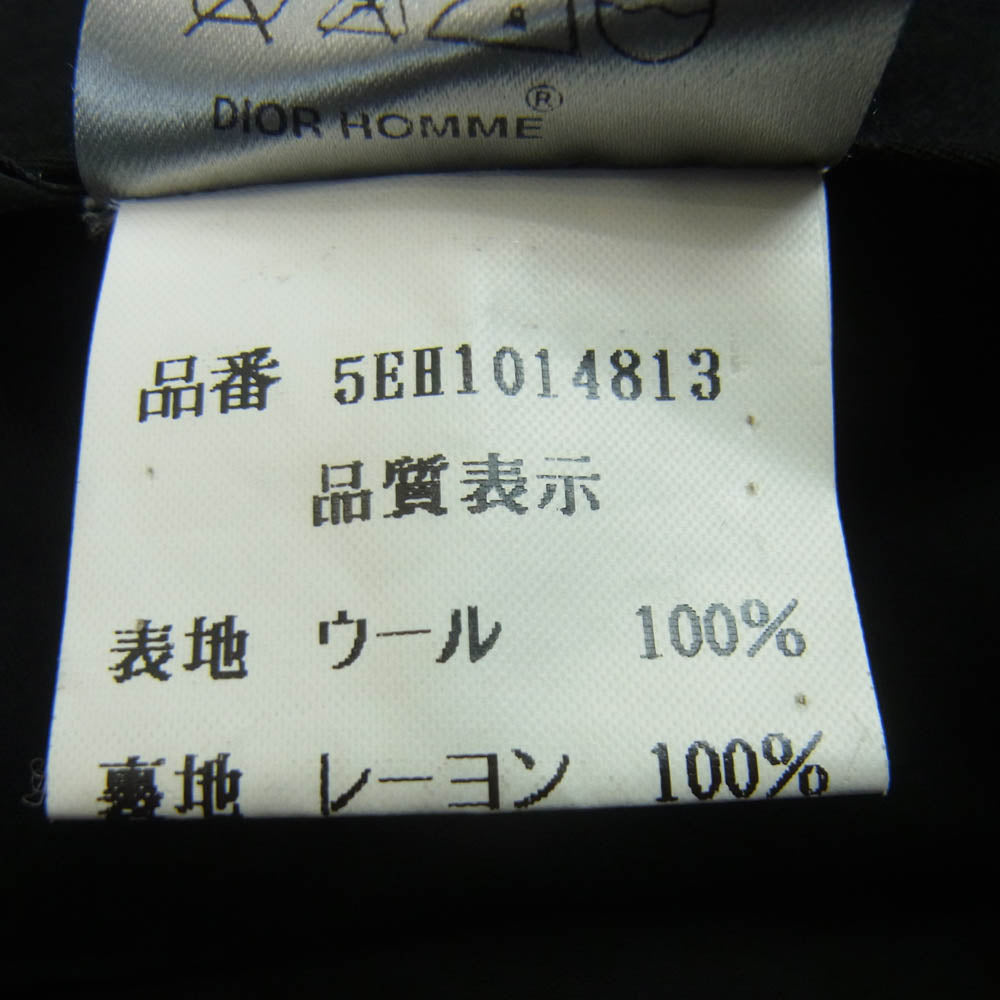 DIOR HOMME®
品番 5EH1014813
品質表示
表地 ウール 100%
裏地 レーヨン 100%